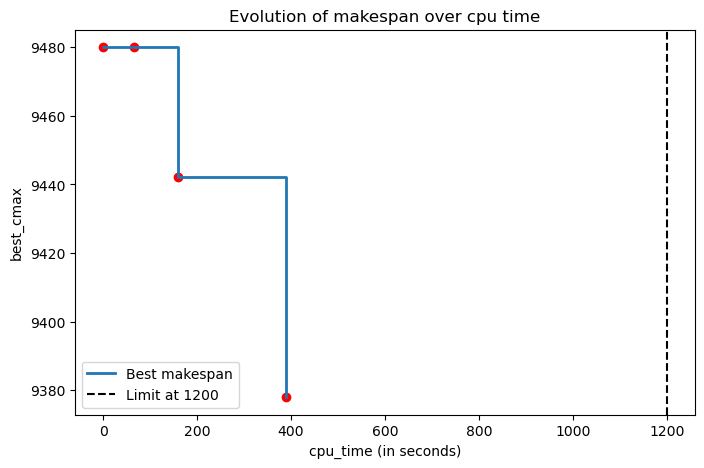 Evolution of makespan over cpu time
best_cmax
9480
9460
9440
9420
9400
9380
Best makespan
Limit at 1200
0 200 400 600 800 1000 1200
cpu_time (in seconds)